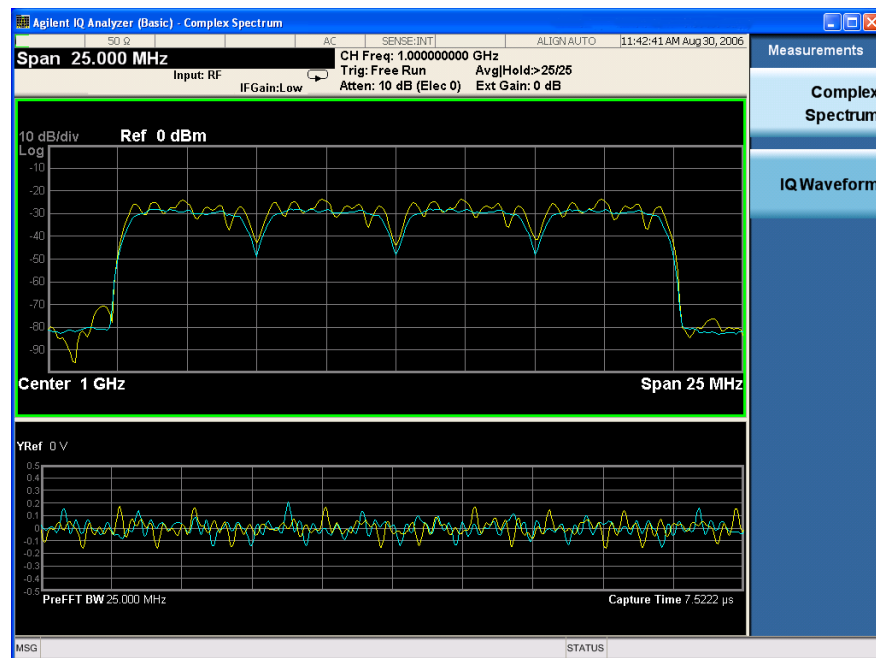 Agilent IQ Analyzer (Basic) - Complex Spectrum
50 Ω AC SENSE:INT ALIGN AUTO 11:42:41 AM Aug 30, 2006
Span 25.000 MHz
Input: RF
IFGain:Low
CH Freq: 1.000000000 GHz
Trig: Free Run Avg|Hold:>25/25
Atten: 10 dB (Elec 0) Ext Gain: 0 dB
Measurements
Complex
Spectrum
IQ Waveform
10 dB/div Ref 0 dBm
Log
-10
-20
-30
-40
-50
-60
-70
-80
-90
Center 1 GHz Span 25 MHz
YRef 0 V
0.5
0.4
0.3
0.2
0.1
0
-0.1
-0.2
-0.3
-0.4
-0.5
PreFFT BW 25.000 MHz Capture Time 7.5222 µs
MSG STATUS